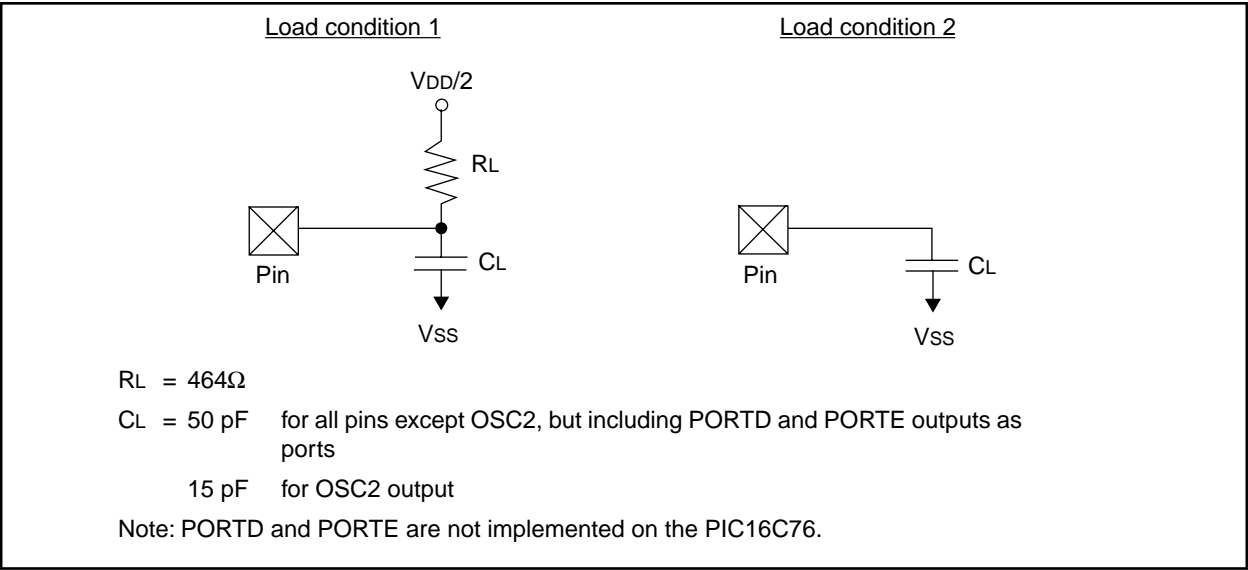 Load condition 1
Load condition 2
VDD/2
RL
Pin
CL
VSS
Pin
CL
VSS
RL = 464Ω
CL = 50 pF for all pins except OSC2, but including PORTD and PORTE outputs as
ports
15 pF for OSC2 output
Note: PORTD and PORTE are not implemented on the PIC16C76.